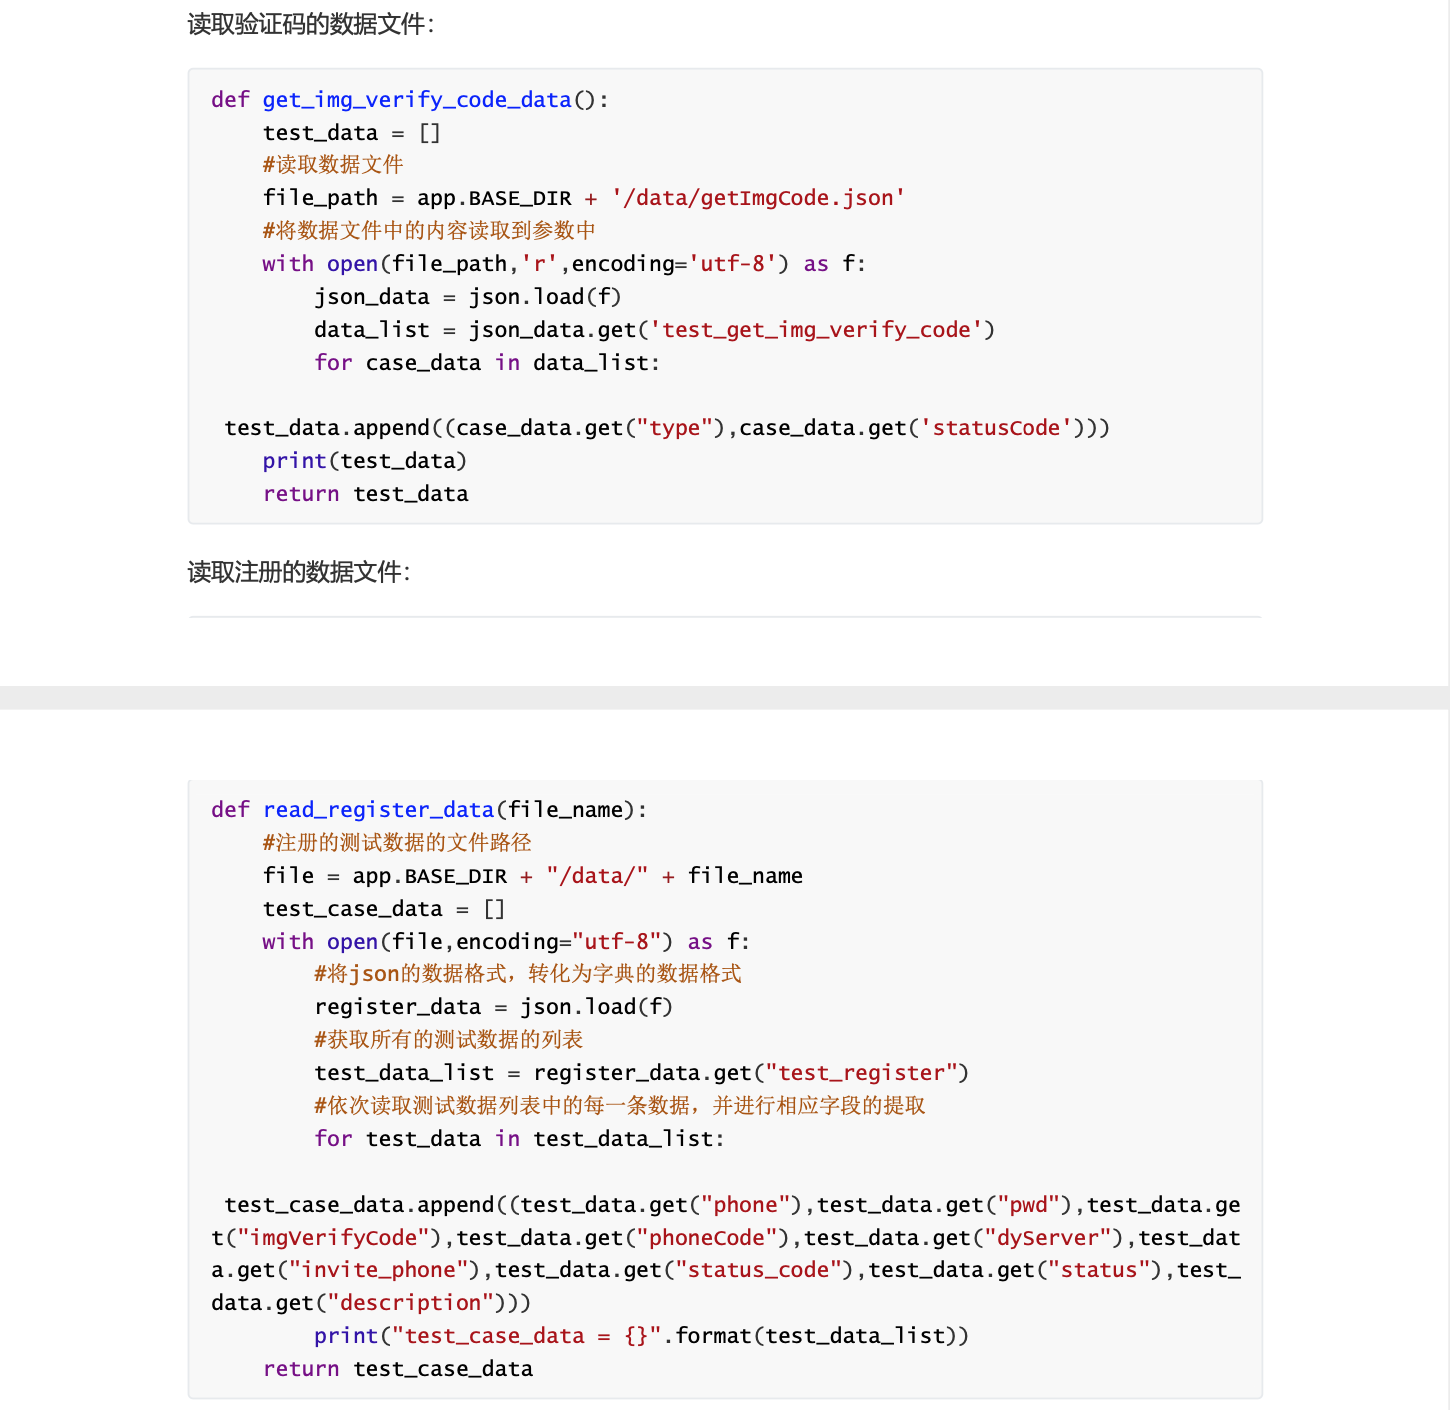 读取验证码的数据文件：
def get_img_verify_code_data():
    test_data = []
    #读取数据文件
    file_path = app.BASE_DIR + '/data/getImgCode.json'
    #将数据文件中的内容读取到参数中
    with open(file_path,'r',encoding='utf-8') as f:
        json_data = json.load(f)
        data_list = json_data.get('test_get_img_verify_code')
        for case_data in data_list:
 test_data.append((case_data.get("type"),case_data.get('statusCode')))
    print(test_data)
    return test_data
读取注册的数据文件：
def read_register_data(file_name):
    #注册的测试数据的文件路径
    file = app.BASE_DIR + "/data/" + file_name
    test_case_data = []
    with open(file,encoding="utf-8") as f:
        #将json的数据格式，转化为字典的数据格式
        register_data = json.load(f)
        #获取所有的测试数据的列表
        test_data_list = register_data.get("test_register")
        #依次读取测试数据列表中的每一条数据，并进行相应字段的提取
        for test_data in test_data_list:
 test_case_data.append((test_data.get("phone"),test_data.get("pwd"),test_data.ge
t("imgVerifyCode"),test_data.get("phoneCode"),test_data.get("dyServer"),test_dat
a.get("invite_phone"),test_data.get("status_code"),test_data.get("status"),test_
data.get("description")))
        print("test_case_data = {}".format(test_data_list))
    return test_case_data